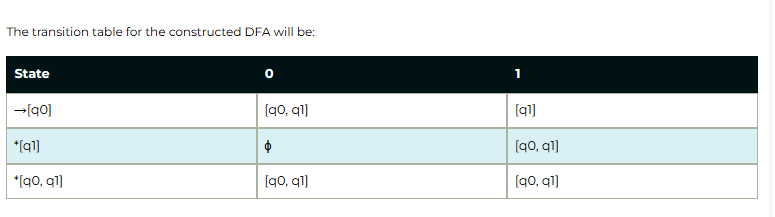 The transition table for the constructed DFA will be:
State 0 1
→[q0] [q0, q1] [q1]
*[q1] ϕ [q0, q1]
*[q0, q1] [q0, q1] [q0, q1]